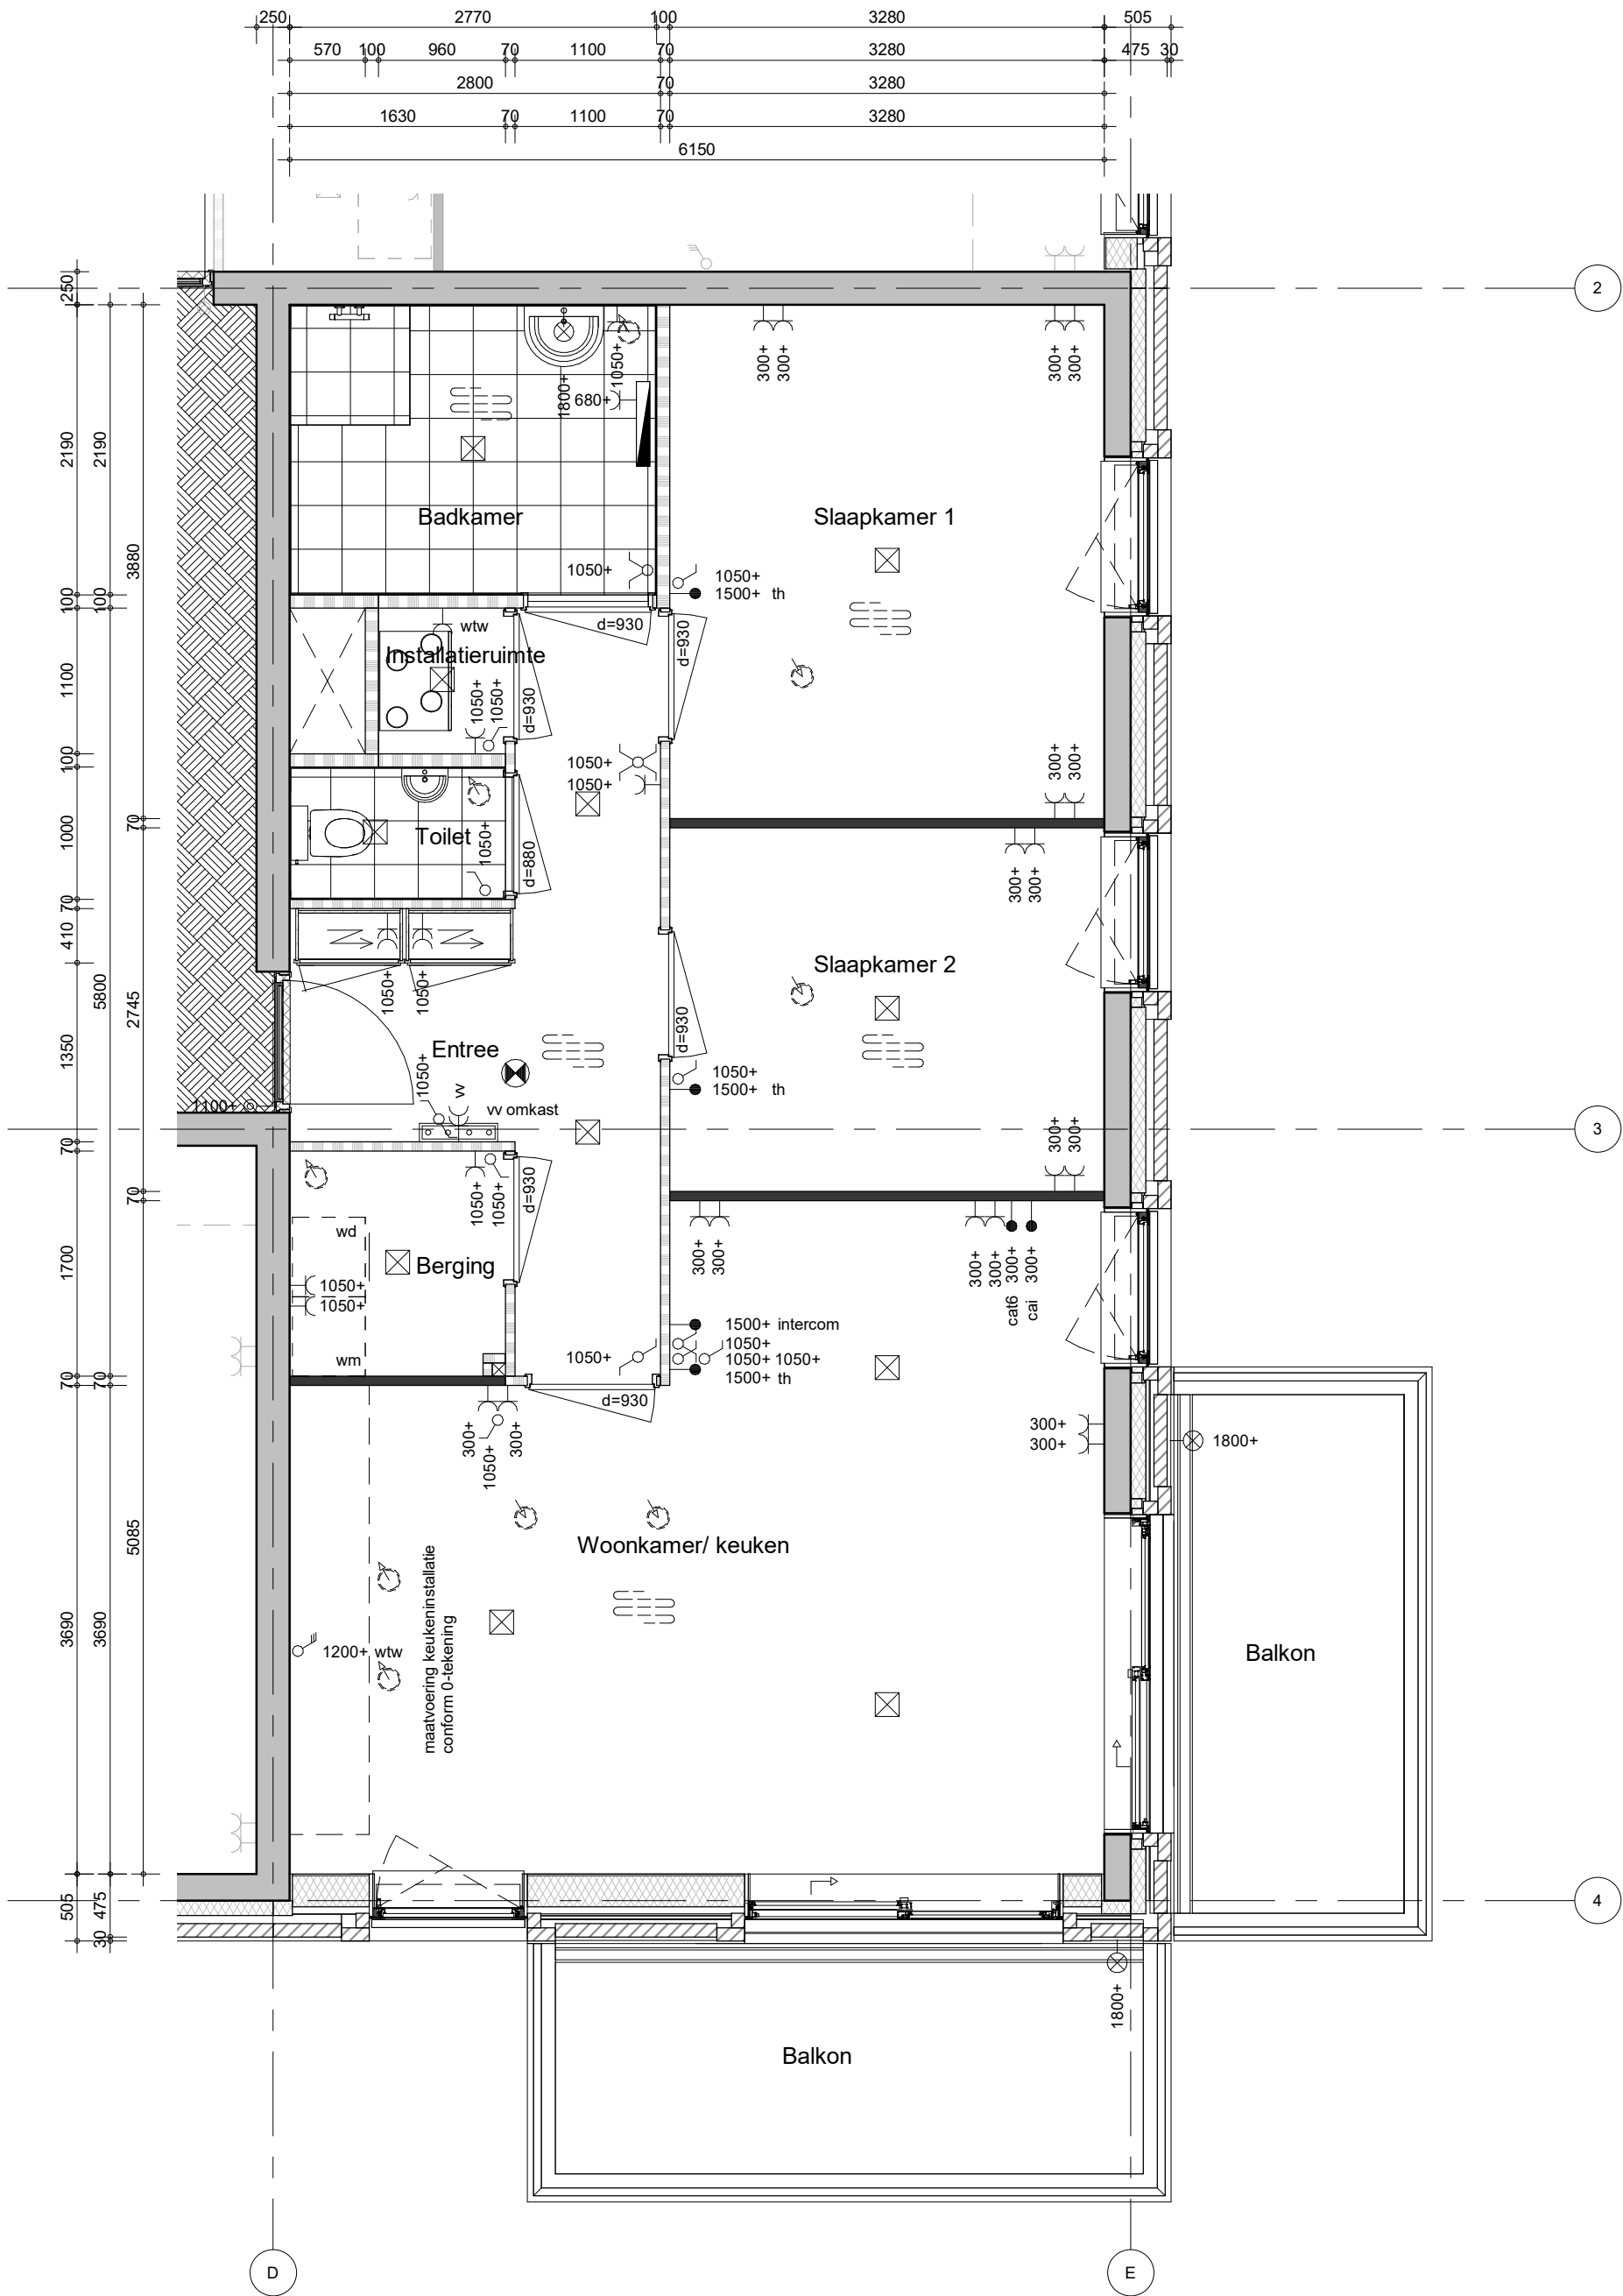 250 2770 100 3280 505
570 100 960 70 1100 70 3280 475 30
2800 70 3280
1630 70 1100 70 3280
6150
250
2190
100
1100
100
1000
70
410
1350
70
1700
70
3690
505
2190
100
5800
70
3690
475
30
3880
70
2745
70
5085
2
3
4
D
E
300+ 300+
300+ 300+
1050+
1800+
680+
Badkamer
Slaapkamer 1
1050+
1050+
1500+ th
d=930
d=930
wtw
Installatieruimte
1050+ 1050+
d=930
1050+
1050+
300+ 300+
Toilet
1050+
d=880
300+ 300+
1050+ 1050+
Slaapkamer 2
d=930
Entree
1050+
vv
vv omkast
1100+
1050+
1500+ th
300+ 300+
1050+ 1050+
d=930
wd
Berging
1050+
1050+
wm
300+ 300+
300+ 300+ 300+ 300+
cat6 cai
1500+ intercom
1050+
1050+ 1050+
1500+ th
1050+
d=930
300+ 1050+ 300+
300+
300+
1800+
Woonkamer/ keuken
maatvoering keukeninstallatie
conform 0-tekening
1200+ wtw
Balkon
1800+
Balkon